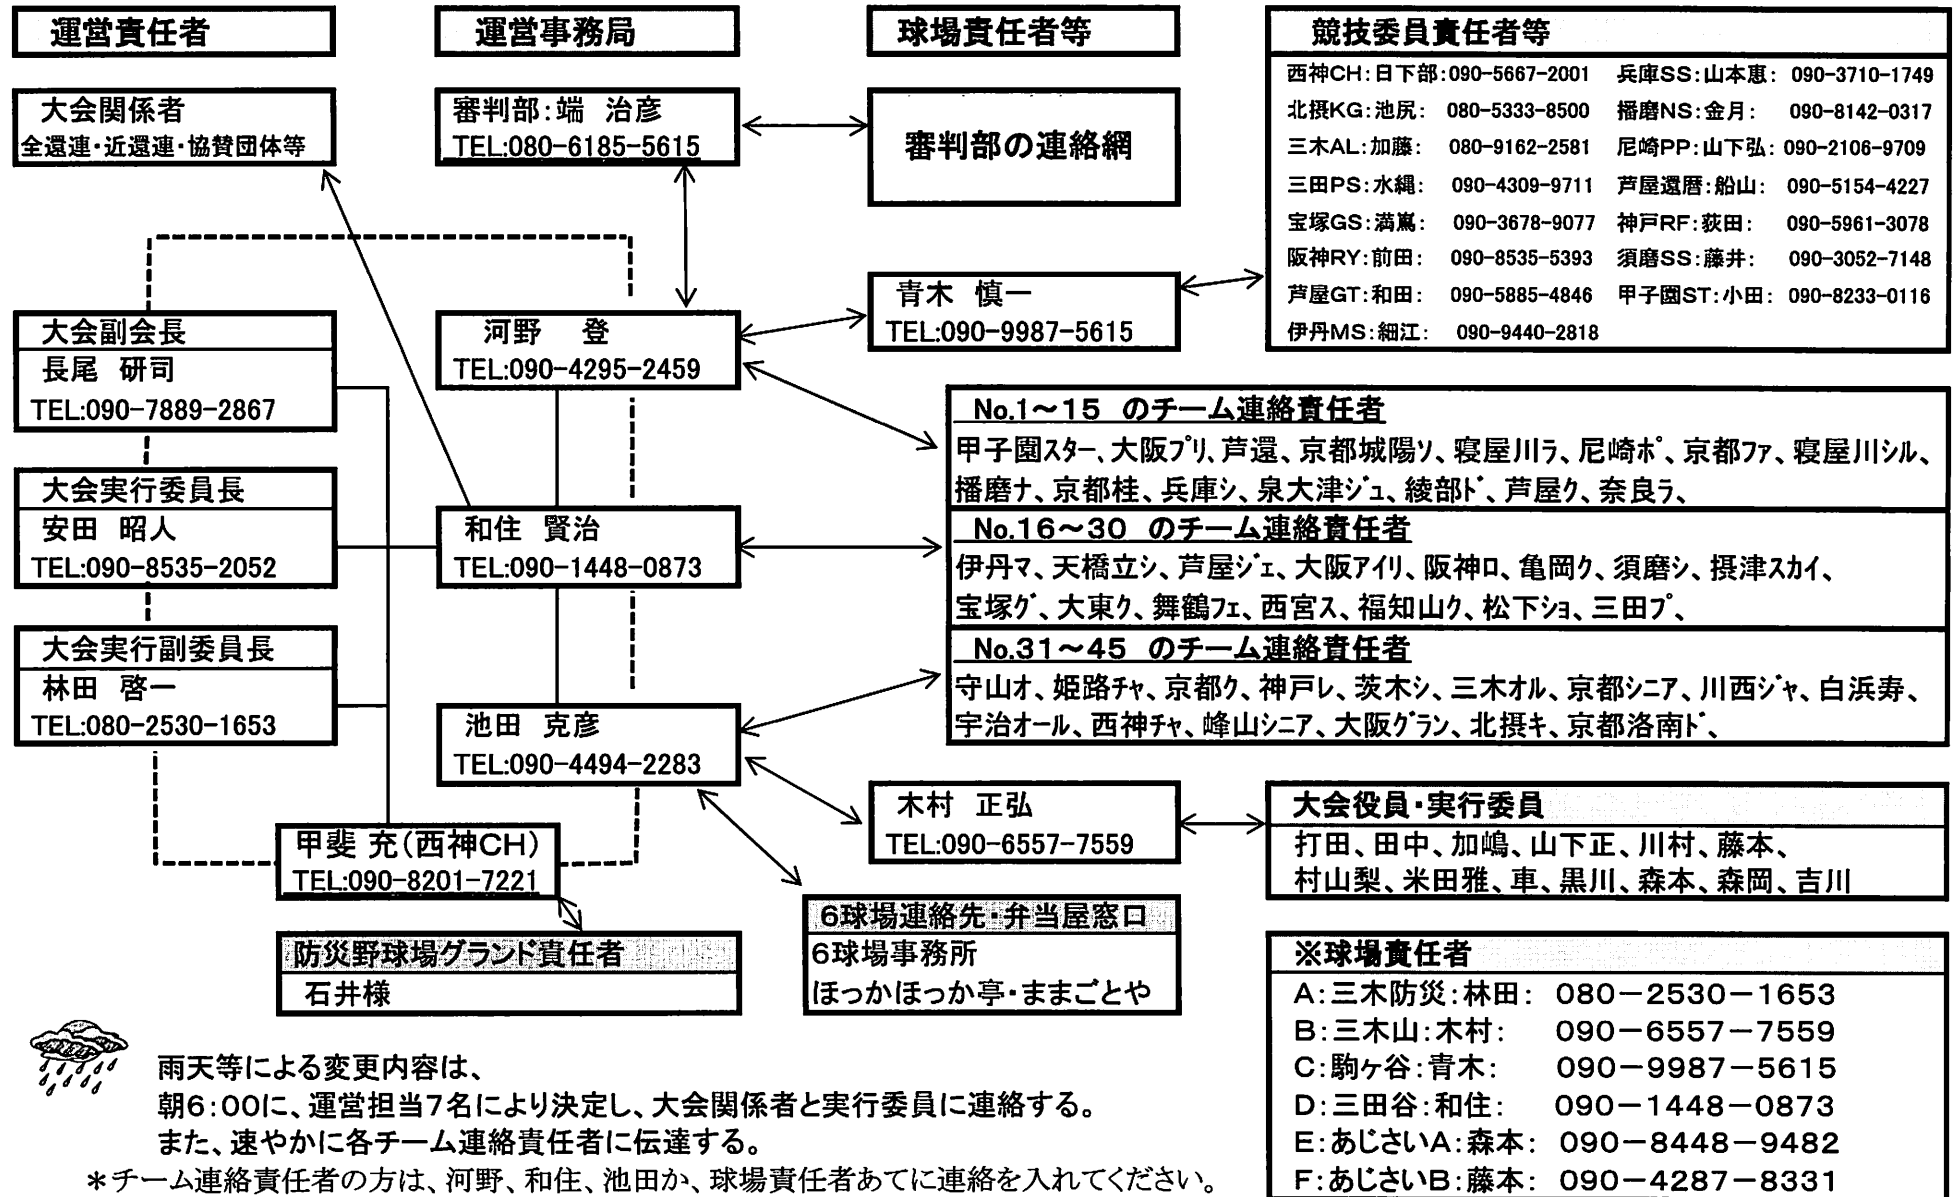 運営責任者
運営事務局
球場責任者等
競技委員責任者等
西神CH:日下部:090-5667-2001 兵庫SS:山本恵: 090-3710-1749
北摂KG:池尻: 080-5333-8500 播磨NS:金月: 090-8142-0317
三木AL:加藤: 080-9162-2581 尼崎PP:山下弘: 090-2106-9709
三田PS:水縄: 090-4309-9711 芦屋還暦:船山: 090-5154-4227
宝塚GS:満嶌: 090-3678-9077 神戸RF:荻田: 090-5961-3078
阪神RY:前田: 090-8535-5393 須磨SS:藤井: 090-3052-7148
芦屋GT:和田: 090-5885-4846 甲子園ST:小田: 090-8233-0116
伊丹MS:細江: 090-9440-2818
大会関係者
全還連・近還連・協賛団体等
審判部:端 治彦
TEL:080-6185-5615
審判部の連絡網
青木 慎一
TEL:090-9987-5615
大会副会長
長尾 研司
TEL:090-7889-2867
河野 登
TEL:090-4295-2459
No.1～15 のチーム連絡責任者
甲子園スター、大阪プリ、芦還、京都城陽ソ、寝屋川ラ、尼崎ポ、京都ファ、寝屋川シル、
播磨ナ、京都桂、兵庫シ、泉大津ジュ、綾部ド、芦屋ク、奈良ラ、
大会実行委員長
安田 昭人
TEL:090-8535-2052
和住 賢治
TEL:090-1448-0873
No.16～30 のチーム連絡責任者
伊丹マ、天橋立シ、芦屋ジェ、大阪アイリ、阪神ロ、亀岡ク、須磨シ、摂津スカイ、
宝塚グ、大東ク、舞鶴フェ、西宮ス、福知山ク、松下ショ、三田プ、
大会実行副委員長
林田 啓一
TEL:080-2530-1653
池田 克彦
TEL:090-4494-2283
No.31～45 のチーム連絡責任者
守山オ、姫路チャ、京都ク、神戸レ、茨木シ、三木オル、京都シニア、川西ジャ、白浜寿、
宇治オール、西神チャ、峰山シニア、大阪グラン、北摂キ、京都洛南ド、
甲斐 充(西神CH)
TEL:090-8201-7221
木村 正弘
TEL:090-6557-7559
大会役員・実行委員
打田、田中、加嶋、山下正、川村、藤本、
村山梨、米田雅、車、黒川、森本、森岡、吉川
防災野球場グランド責任者
石井様
6球場連絡先・弁当屋窓口
6球場事務所
ほっかほっか亭・ままごとや
※球場責任者
A:三木防災:林田: 080-2530-1653
B:三木山:木村: 090-6557-7559
C:駒ヶ谷:青木: 090-9987-5615
D:三田谷:和住: 090-1448-0873
E:あじさいA:森本: 090-8448-9482
F:あじさいB:藤本: 090-4287-8331
雨天等による変更内容は、
朝6:00に、運営担当7名により決定し、大会関係者と実行委員に連絡する。
また、速やかに各チーム連絡責任者に伝達する。
＊チーム連絡責任者の方は、河野、和住、池田か、球場責任者あてに連絡を入れてください。